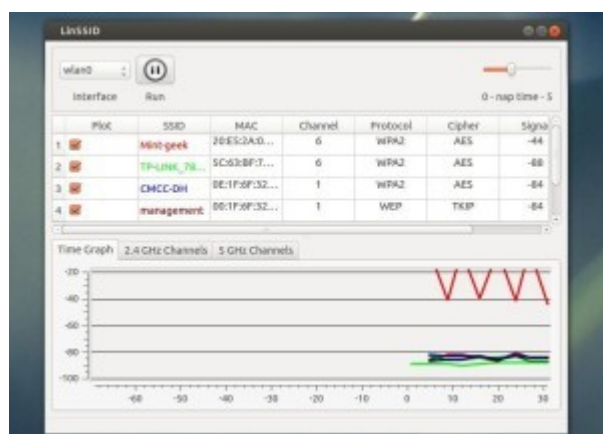 LinSSID
wlan0
Interface Run 0 - nap time - 5
Plot SSID MAC Channel Protocol Cipher Signa
1 Mint-geek 20:E5:2A:0... 6 WPA2 AES -44
2 TP-LINK_78... 5C:63:BF:7... 6 WPA2 AES -88
3 CMCC-DH 0E:1F:6F:32... 1 WPA2 AES -84
4 management 00:1F:6F:32... 1 WEP TKIP -84
Time Graph 2.4 GHz Channels 5 GHz Channels
-20
-40
-60
-80
-100
-60 -50 -40 -30 -20 -10 0 10 20 30